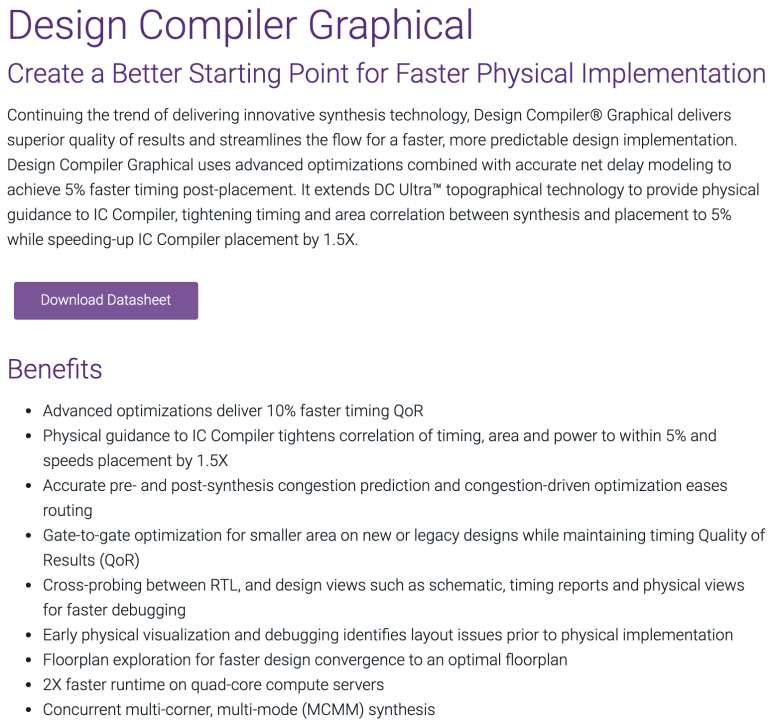 Design Compiler Graphical
Create a Better Starting Point for Faster Physical Implementation
Continuing the trend of delivering innovative synthesis technology, Design Compiler® Graphical delivers
superior quality of results and streamlines the flow for a faster, more predictable design implementation.
Design Compiler Graphical uses advanced optimizations combined with accurate net delay modeling to
achieve 5% faster timing post-placement. It extends DC Ultra™ topographical technology to provide physical
guidance to IC Compiler, tightening timing and area correlation between synthesis and placement to 5%
while speeding-up IC Compiler placement by 1.5X.
Download Datasheet
Benefits
• Advanced optimizations deliver 10% faster timing QoR
• Physical guidance to IC Compiler tightens correlation of timing, area and power to within 5% and
speeds placement by 1.5X
• Accurate pre- and post-synthesis congestion prediction and congestion-driven optimization eases
routing
• Gate-to-gate optimization for smaller area on new or legacy designs while maintaining timing Quality of
Results (QoR)
• Cross-probing between RTL, and design views such as schematic, timing reports and physical views
for faster debugging
• Early physical visualization and debugging identifies layout issues prior to physical implementation
• Floorplan exploration for faster design convergence to an optimal floorplan
• 2X faster runtime on quad-core compute servers
• Concurrent multi-corner, multi-mode (MCMM) synthesis